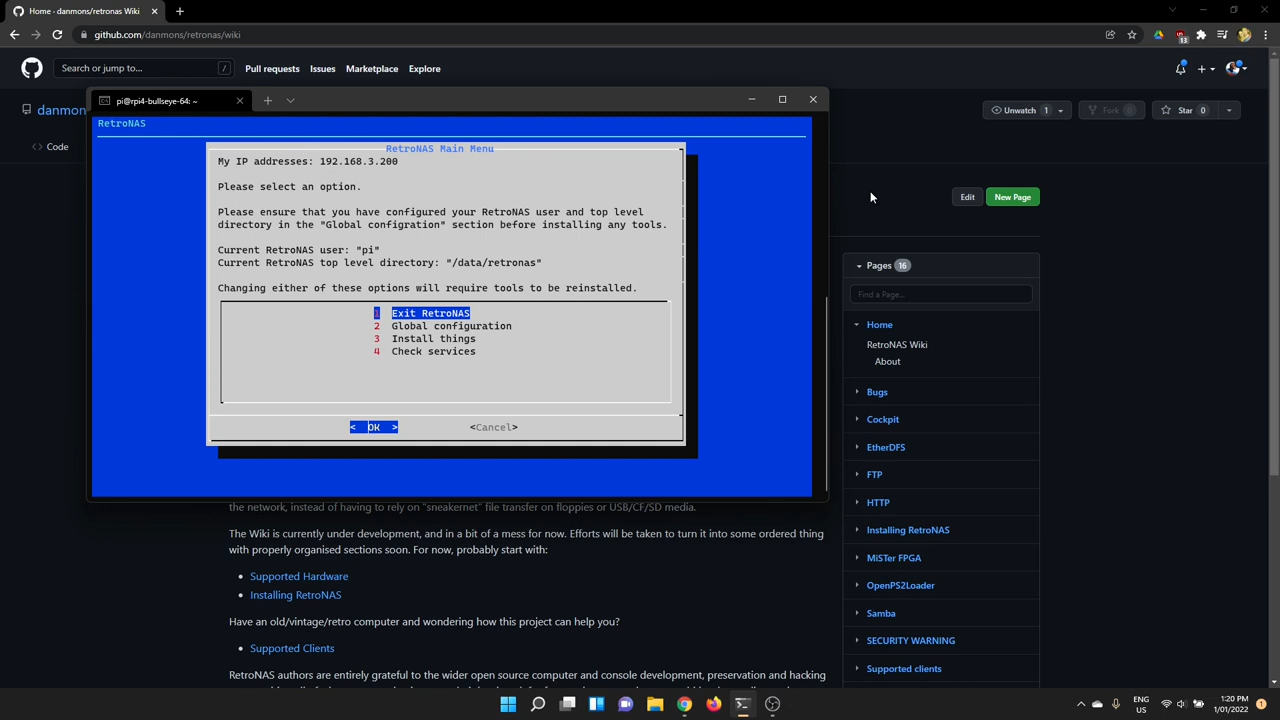 Home · danmons/retronas Wiki
github.com/danmons/retronas/wiki
13
Search or jump to...
/
Pull requests
Issues
Marketplace
Explore
danmon
Unwatch 1
Fork 0
Star 0
Code
pi@rpi4-bullseye-64: ~
RetroNAS
RetroNAS Main Menu
My IP addresses: 192.168.3.200
Please select an option.
Please ensure that you have configured your RetroNAS user and top level
directory in the "Global configration" section before installing any tools.
Current RetroNAS user: "pi"
Current RetroNAS top level directory: "/data/retronas"
Changing either of these options will require tools to be reinstalled.
1 Exit RetroNAS
2 Global configuration
3 Install things
4 Check services
< OK >
<Cancel>
Edit
New Page
Pages 16
Find a Page...
Home
RetroNAS Wiki
About
Bugs
Cockpit
EtherDFS
FTP
HTTP
Installing RetroNAS
MiSTer FPGA
OpenPS2Loader
Samba
SECURITY WARNING
Supported clients
the network, instead of having to rely on "sneakernet" file transfer on floppies or USB/CF/SD media.
The Wiki is currently under development, and in a bit of a mess for now. Efforts will be taken to turn it into some ordered thing
with properly organised sections soon. For now, probably start with:
Supported Hardware
Installing RetroNAS
Have an old/vintage/retro computer and wondering how this project can help you?
Supported Clients
RetroNAS authors are entirely grateful to the wider open source computer and console development, preservation and hacking
ENG
US
1:20 PM
1/01/2022
1